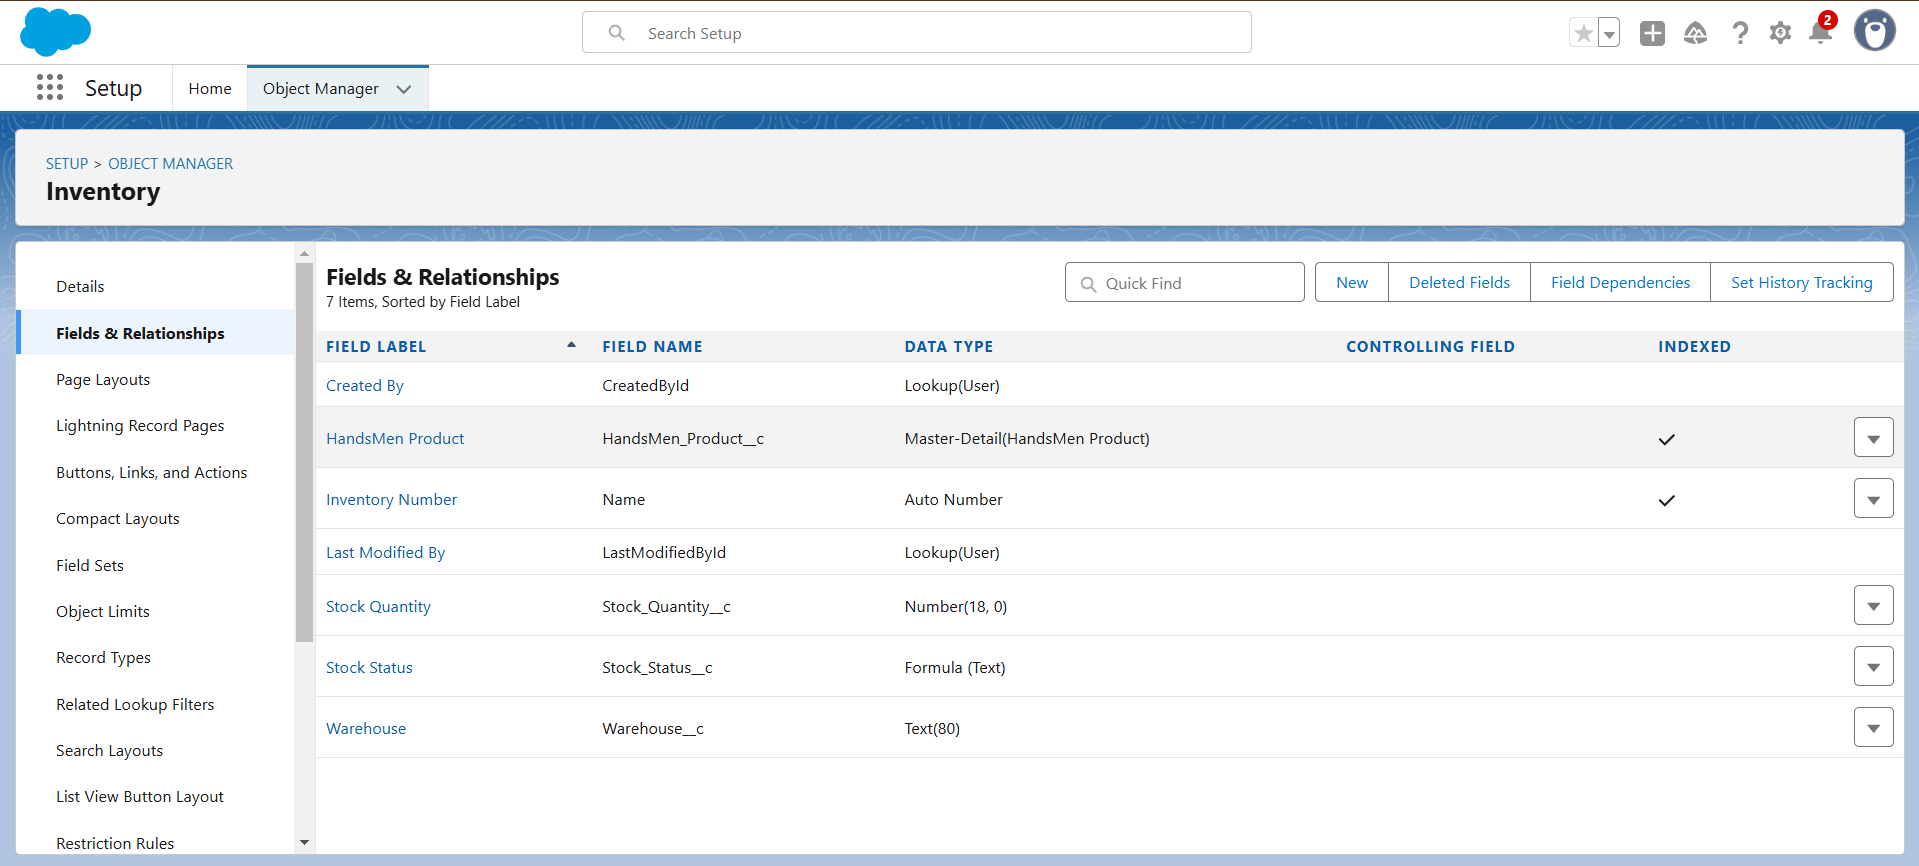 Search Setup
2
Setup
Home
Object Manager
SETUP > OBJECT MANAGER
Inventory
Details
Fields & Relationships
Page Layouts
Lightning Record Pages
Buttons, Links, and Actions
Compact Layouts
Field Sets
Object Limits
Record Types
Related Lookup Filters
Search Layouts
List View Button Layout
Restriction Rules
Fields & Relationships
7 Items, Sorted by Field Label
Quick Find
New
Deleted Fields
Field Dependencies
Set History Tracking
FIELD LABEL FIELD NAME DATA TYPE CONTROLLING FIELD INDEXED
Created By CreatedById Lookup(User)
HandsMen Product HandsMen_Product__c Master-Detail(HandsMen Product)
Inventory Number Name Auto Number
Last Modified By LastModifiedById Lookup(User)
Stock Quantity Stock_Quantity__c Number(18, 0)
Stock Status Stock_Status__c Formula (Text)
Warehouse Warehouse__c Text(80)